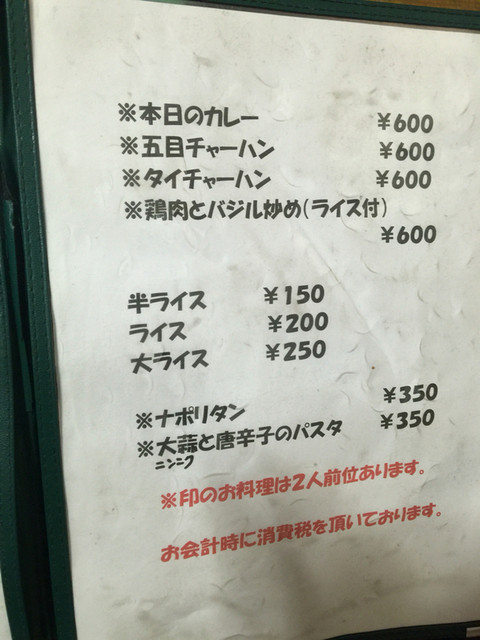 ※本日のカレー ¥600
※五目チャーハン ¥600
※タイチャーハン ¥600
※鶏肉とバジル炒め(ライス付)
¥600
半ライス ¥150
ライス ¥200
大ライス ¥250
※ナポリタン ¥350
※大蒜と唐辛子のパスタ ¥350
ニンニク
※印のお料理は2人前位あります。
お会計時に消費税を頂いております。